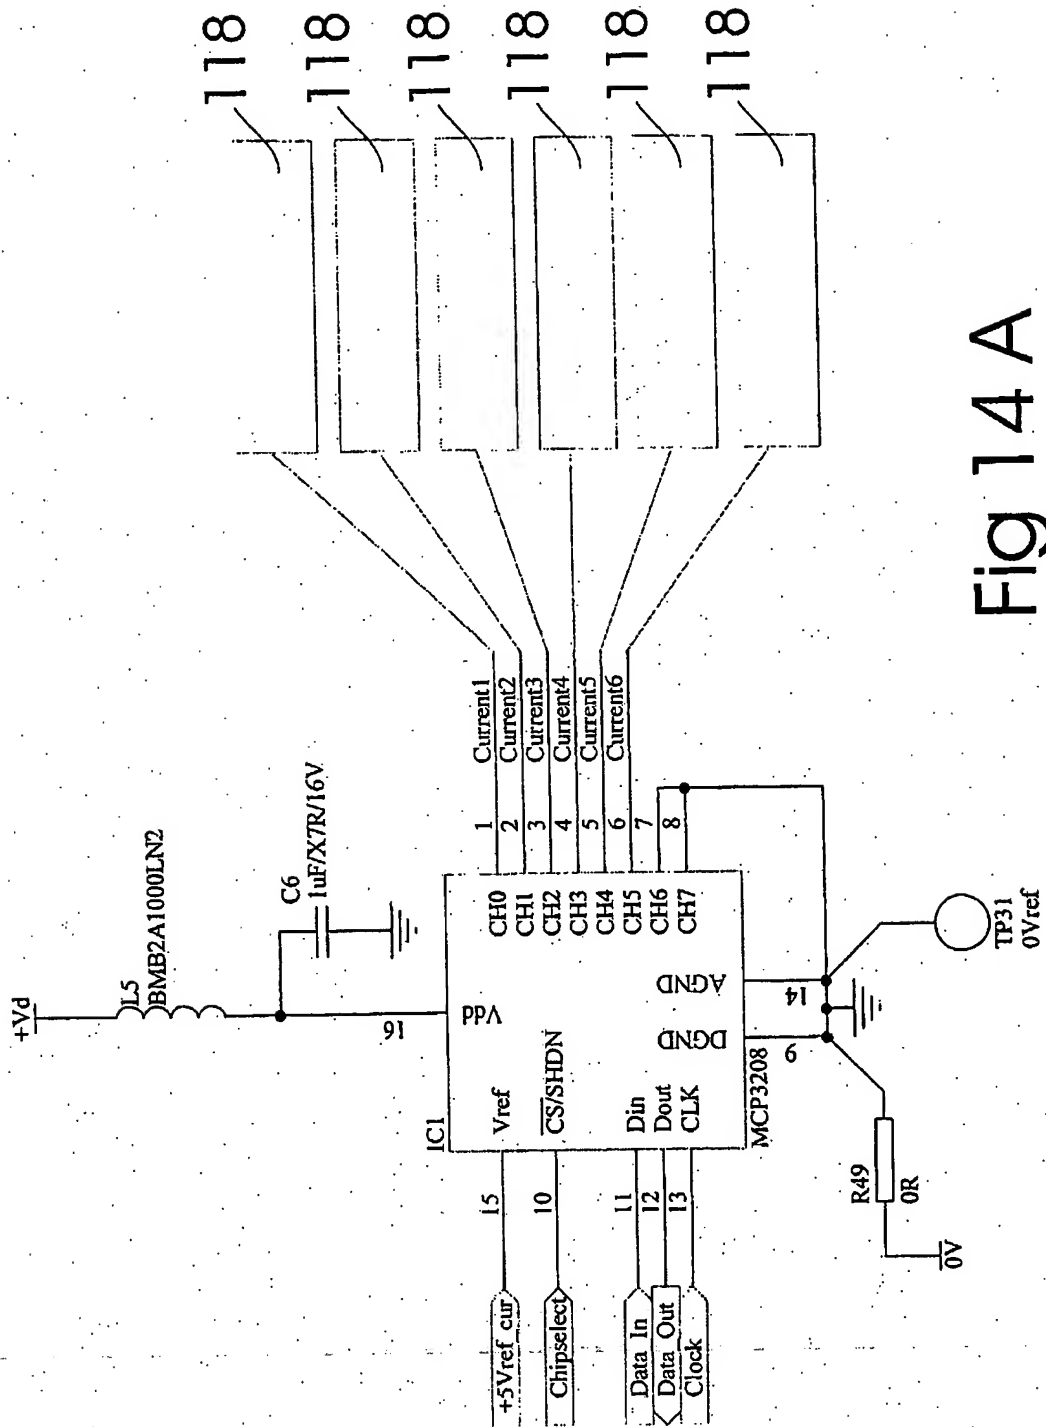 118
118
118
118
118
118
+Vd
L5
BMB2A1000LN2
C6
1uF/X7R/16V
16
IC1
Vdd
Vref
CS/SHDN
Din
Dout
CLK
CH0
CH1
CH2
CH3
CH4
CH5
CH6
CH7
DGND
AGND
MCP3208
1
2
3
4
5
6
7
8
Current1
Current2
Current3
Current4
Current5
Current6
+5Vref_cur
15
Chipselect
10
Data In
11
Data Out
12
Clock
13
9
14
R49
0R
0V
TP31
0Vref
Fig 14 A